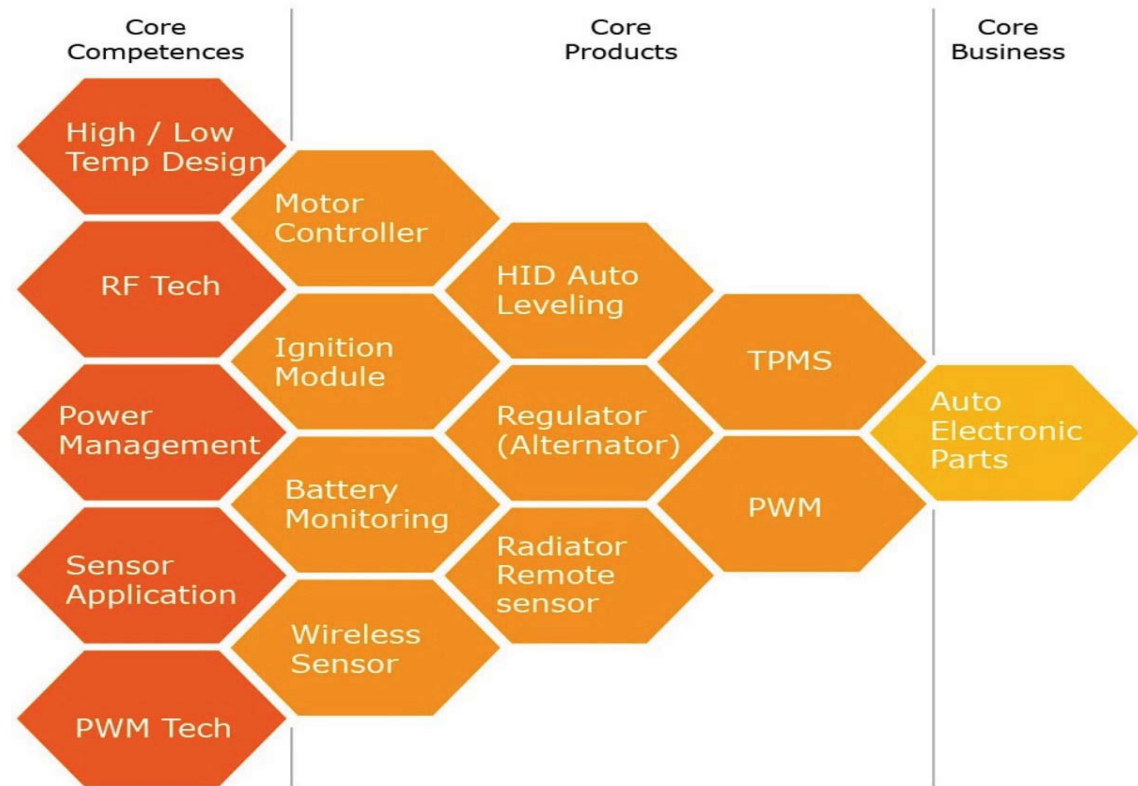 Core
Competences
Core
Products
Core
Business
High / Low
Temp Design
RF Tech
Power
Management
Sensor
Application
PWM Tech
Motor
Controller
Ignition
Module
Battery
Monitoring
Wireless
Sensor
HID Auto
Leveling
Regulator
(Alternator)
Radiator
Remote
sensor
TPMS
PWM
Auto
Electronic
Parts